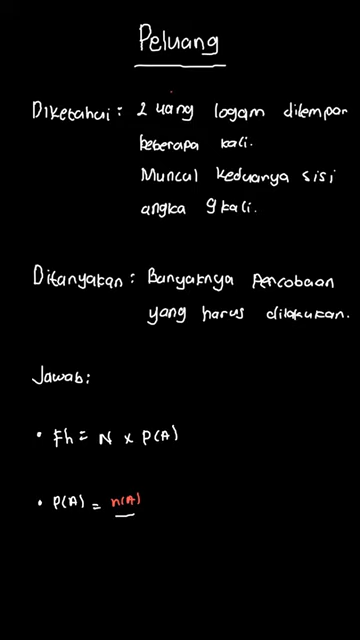 Peluang
Diketahui: 2 uang logam dilempar
beberapa kali.
Muncul keduanya sisi
angka 9 kali.
Ditanyakan: Banyaknya Percobaan
yang harus dilakukan.
Jawab:
• Fh = N x P(A)
• P(A) = n(A)